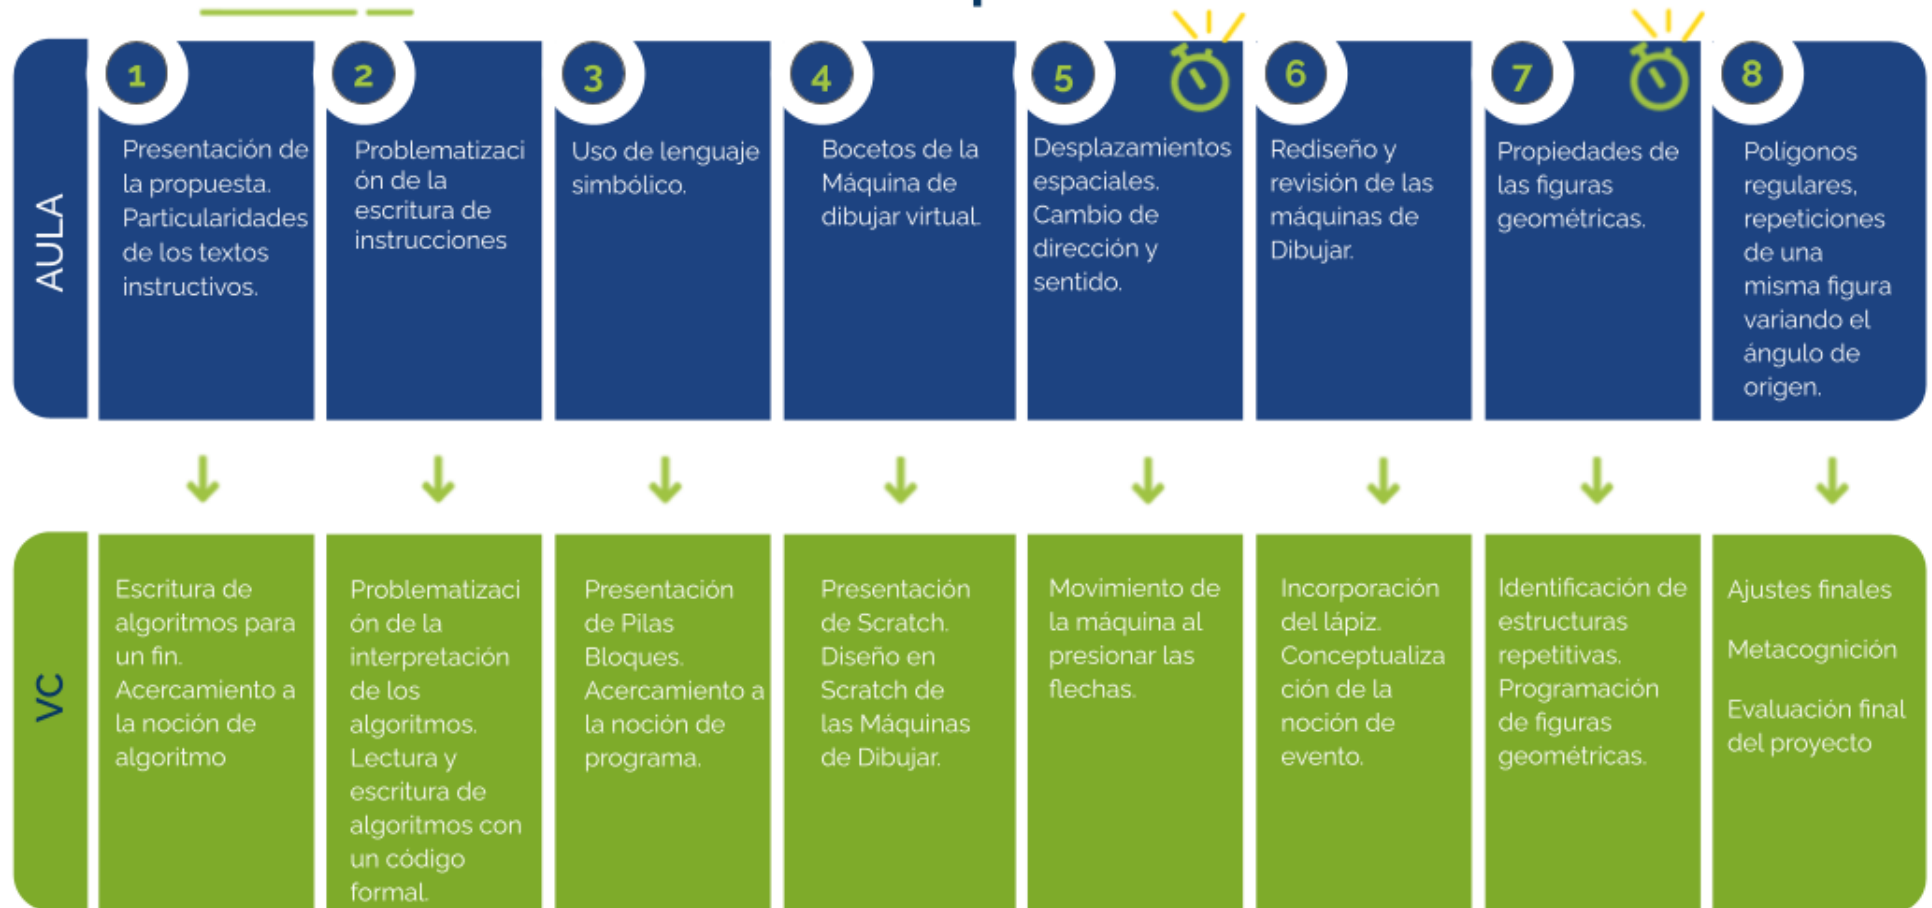 AULA
1
Presentación de
la propuesta.
Particularidades
de los textos
instructivos.
2
Problematizaci
ón de la
escritura de
instrucciones
3
Uso de lenguaje
simbólico.
4
Bocetos de la
Máquina de
dibujar virtual.
5
Desplazamientos
espaciales.
Cambio de
dirección y
sentido.
6
Rediseño y
revisión de las
máquinas de
Dibujar.
7
Propiedades de
las figuras
geométricas.
8
Polígonos
regulares,
repeticiones
de una
misma figura
variando el
ángulo de
origen.
VC
Escritura de
algoritmos para
un fin.
Acercamiento a
la noción de
algoritmo
Problematizaci
ón de la
interpretación
de los
algoritmos.
Lectura y
escritura de
algoritmos con
un código
formal.
Presentación
de Pilas
Bloques.
Acercamiento a
la noción de
programa.
Presentación
de Scratch.
Diseño en
Scratch de
las Máquinas
de Dibujar.
Movimiento de
la máquina al
presionar las
flechas.
Incorporación
del lápiz.
Conceptualiza
ción de la
noción de
evento.
Identificación de
estructuras
repetitivas.
Programación
de figuras
geométricas.
Ajustes finales
Metacognición
Evaluación final
del proyecto